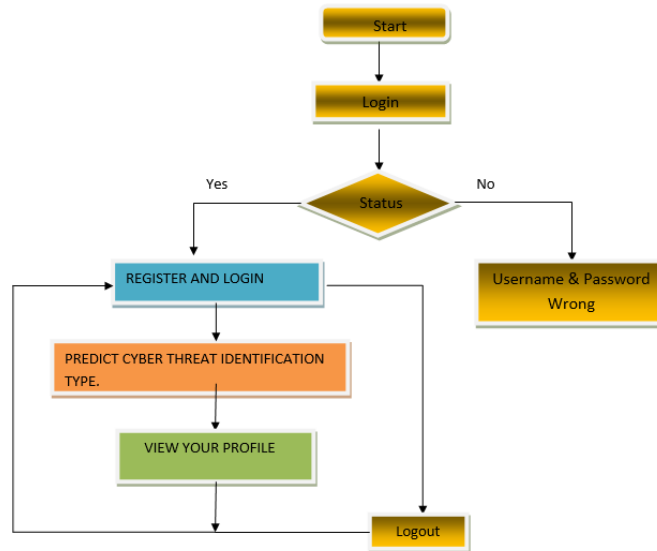 Start
Login
Yes
No
Status
REGISTER AND LOGIN
Username & Password
Wrong
PREDICT CYBER THREAT IDENTIFICATION
TYPE.
VIEW YOUR PROFILE
Logout